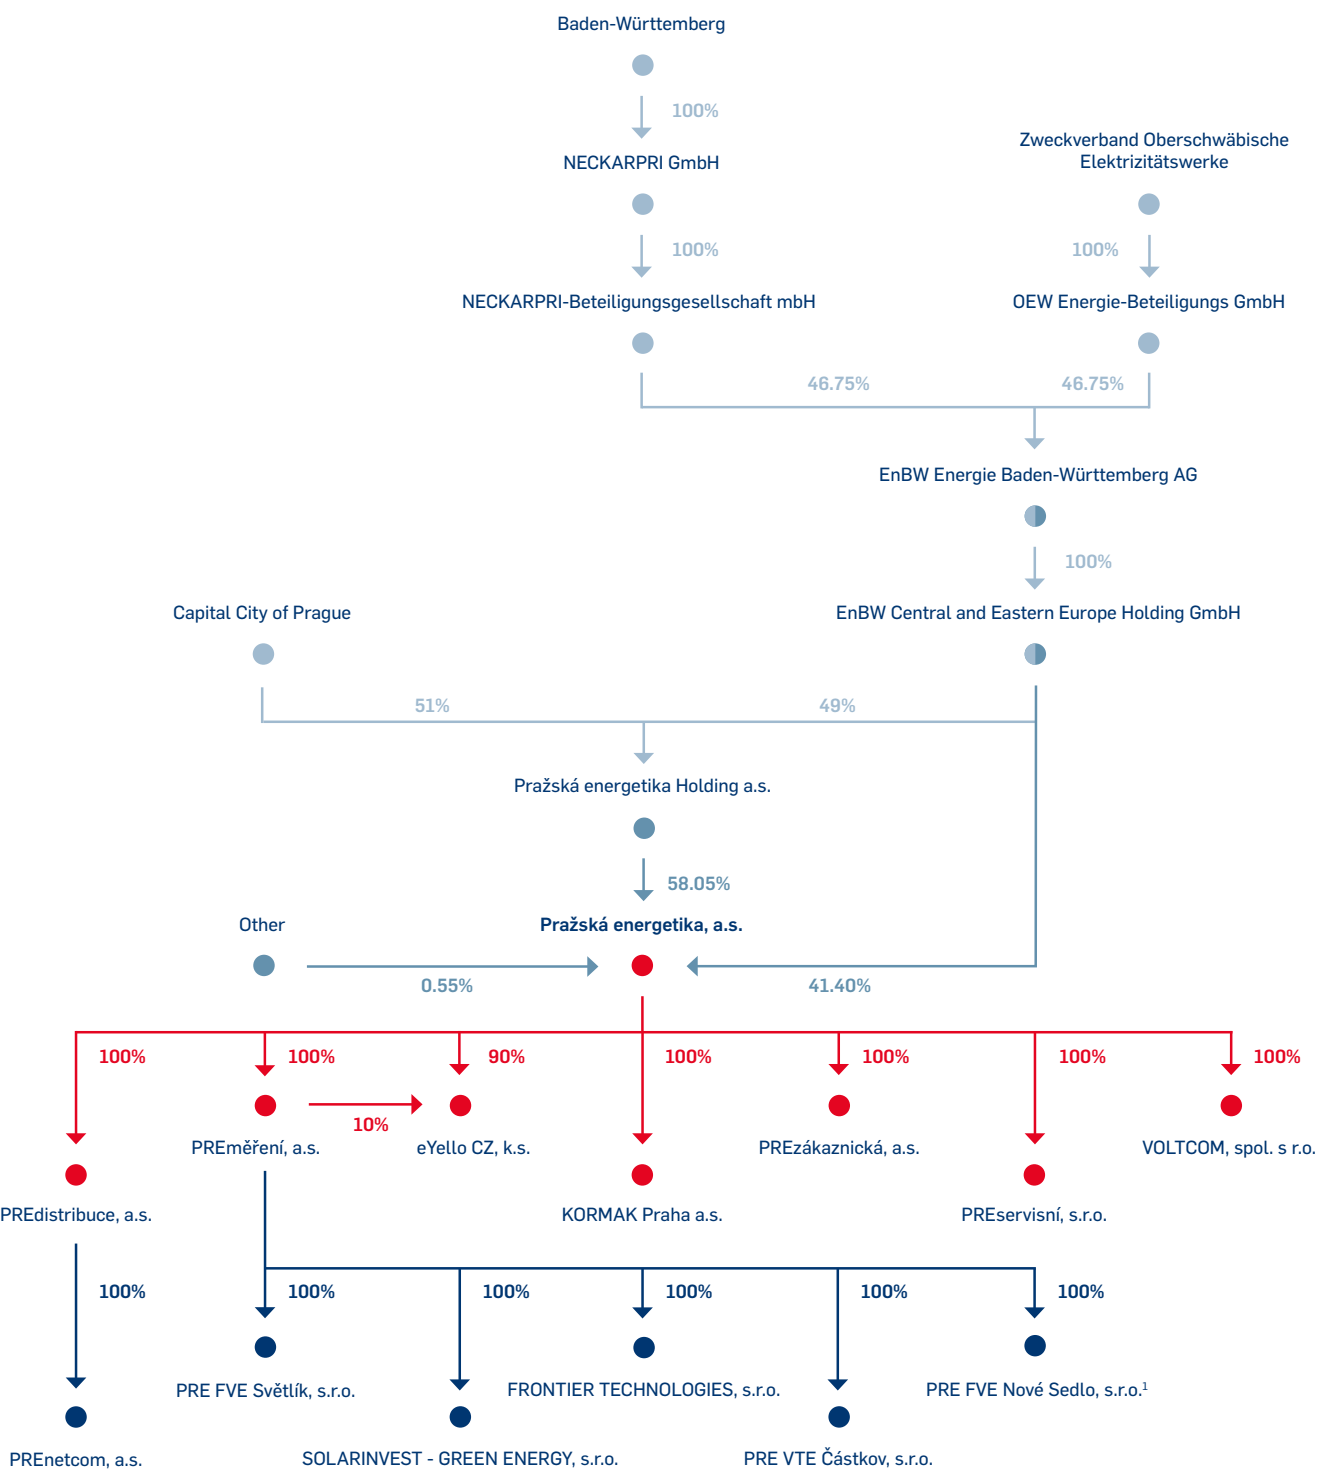 Baden-Württemberg
100%
Zweckverband Oberschwäbische
Elektrizitätswerke
NECKARPRI GmbH
100%
100%
NECKARPRI-Beteiligungsgesellschaft mbH
OEW Energie-Beteiligungs GmbH
46.75%
46.75%
EnBW Energie Baden-Württemberg AG
100%
Capital City of Prague
EnBW Central and Eastern Europe Holding GmbH
51%
49%
Pražská energetika Holding a.s.
58.05%
Other
Pražská energetika, a.s.
0.55%
41.40%
100%
100%
90%
100%
100%
100%
100%
10%
PREměření, a.s.
eYello CZ, k.s.
PREzákaznická, a.s.
VOLTCOM, spol. s r.o.
PREdistribuce, a.s.
KORMAK Praha a.s.
PREservisní, s.r.o.
100%
100%
100%
100%
100%
100%
PRE FVE Světlík, s.r.o.
FRONTIER TECHNOLOGIES, s.r.o.
PRE FVE Nové Sedlo, s.r.o.¹
PREnetcom, a.s.
SOLARINVEST - GREEN ENERGY, s.r.o.
PRE VTE Částkov, s.r.o.